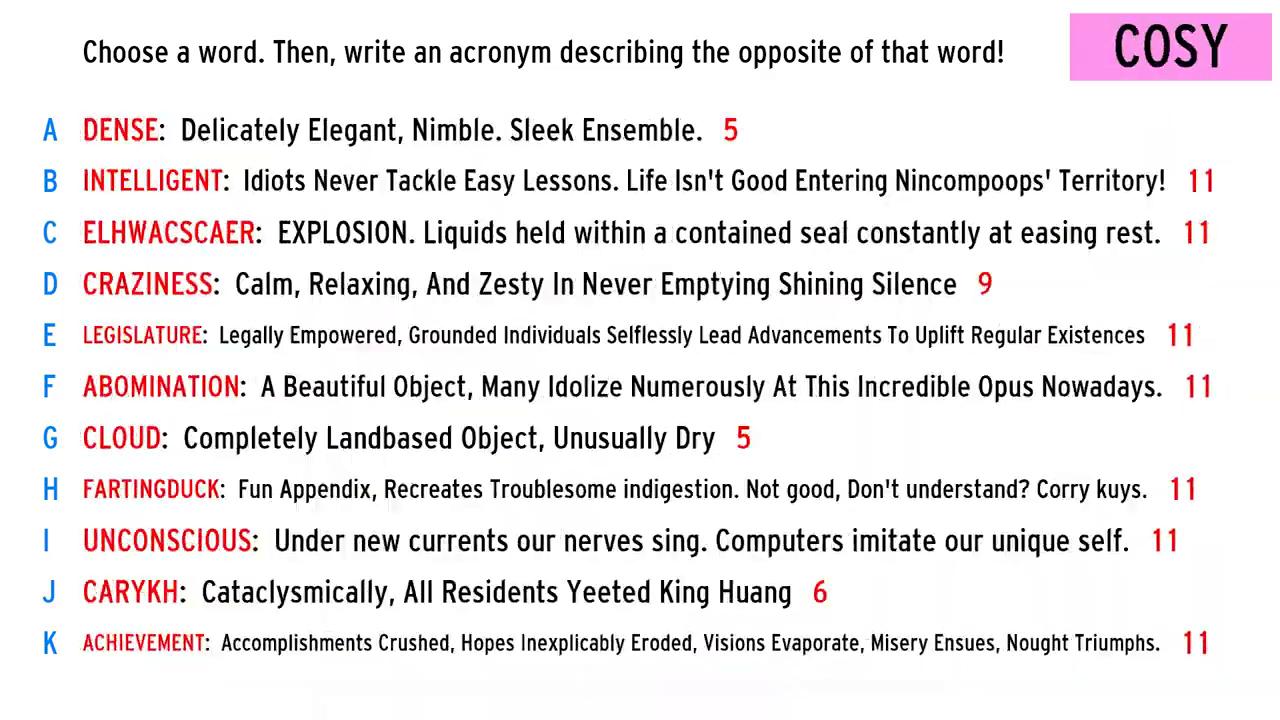 Choose a word. Then, write an acronym describing the opposite of that word!
COSY
A DENSE: Delicately Elegant, Nimble. Sleek Ensemble. 5
B INTELLIGENT: Idiots Never Tackle Easy Lessons. Life Isn't Good Entering Nincompoops' Territory! 11
C ELHWACSCAER: EXPLOSION. Liquids held within a contained seal constantly at easing rest. 11
D CRAZINESS: Calm, Relaxing, And Zesty In Never Emptying Shining Silence 9
E LEGISLATURE: Legally Empowered, Grounded Individuals Selflessly Lead Advancements To Uplift Regular Existences 11
F ABOMINATION: A Beautiful Object, Many Idolize Numerously At This Incredible Opus Nowadays. 11
G CLOUD: Completely Landbased Object, Unusually Dry 5
H FARTINGDUCK: Fun Appendix, Recreates Troublesome indigestion. Not good, Don't understand? Corry kuys. 11
I UNCONSCIOUS: Under new currents our nerves sing. Computers imitate our unique self. 11
J CARYKH: Cataclysmically, All Residents Yeeted King Huang 6
K ACHIEVEMENT: Accomplishments Crushed, Hopes Inexplicably Eroded, Visions Evaporate, Misery Ensues, Nought Triumphs. 11